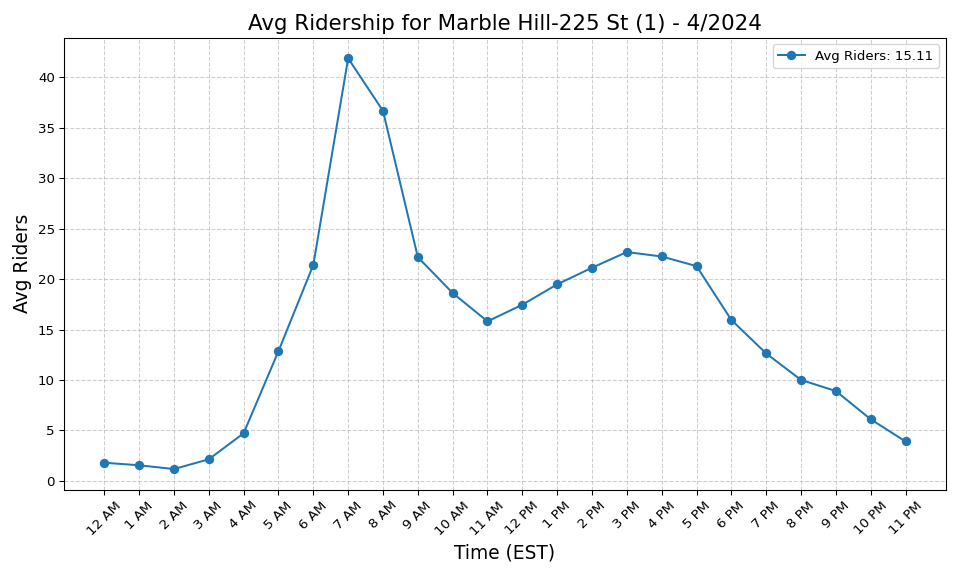 Avg Ridership for Marble Hill-225 St (1) - 4/2024
Avg Riders: 15.11
Avg Riders
40
35
30
25
20
15
10
5
0
12 AM
1 AM
2 AM
3 AM
4 AM
5 AM
6 AM
7 AM
8 AM
9 AM
10 AM
11 AM
12 PM
1 PM
2 PM
3 PM
4 PM
5 PM
6 PM
7 PM
8 PM
9 PM
10 PM
11 PM
Time (EST)